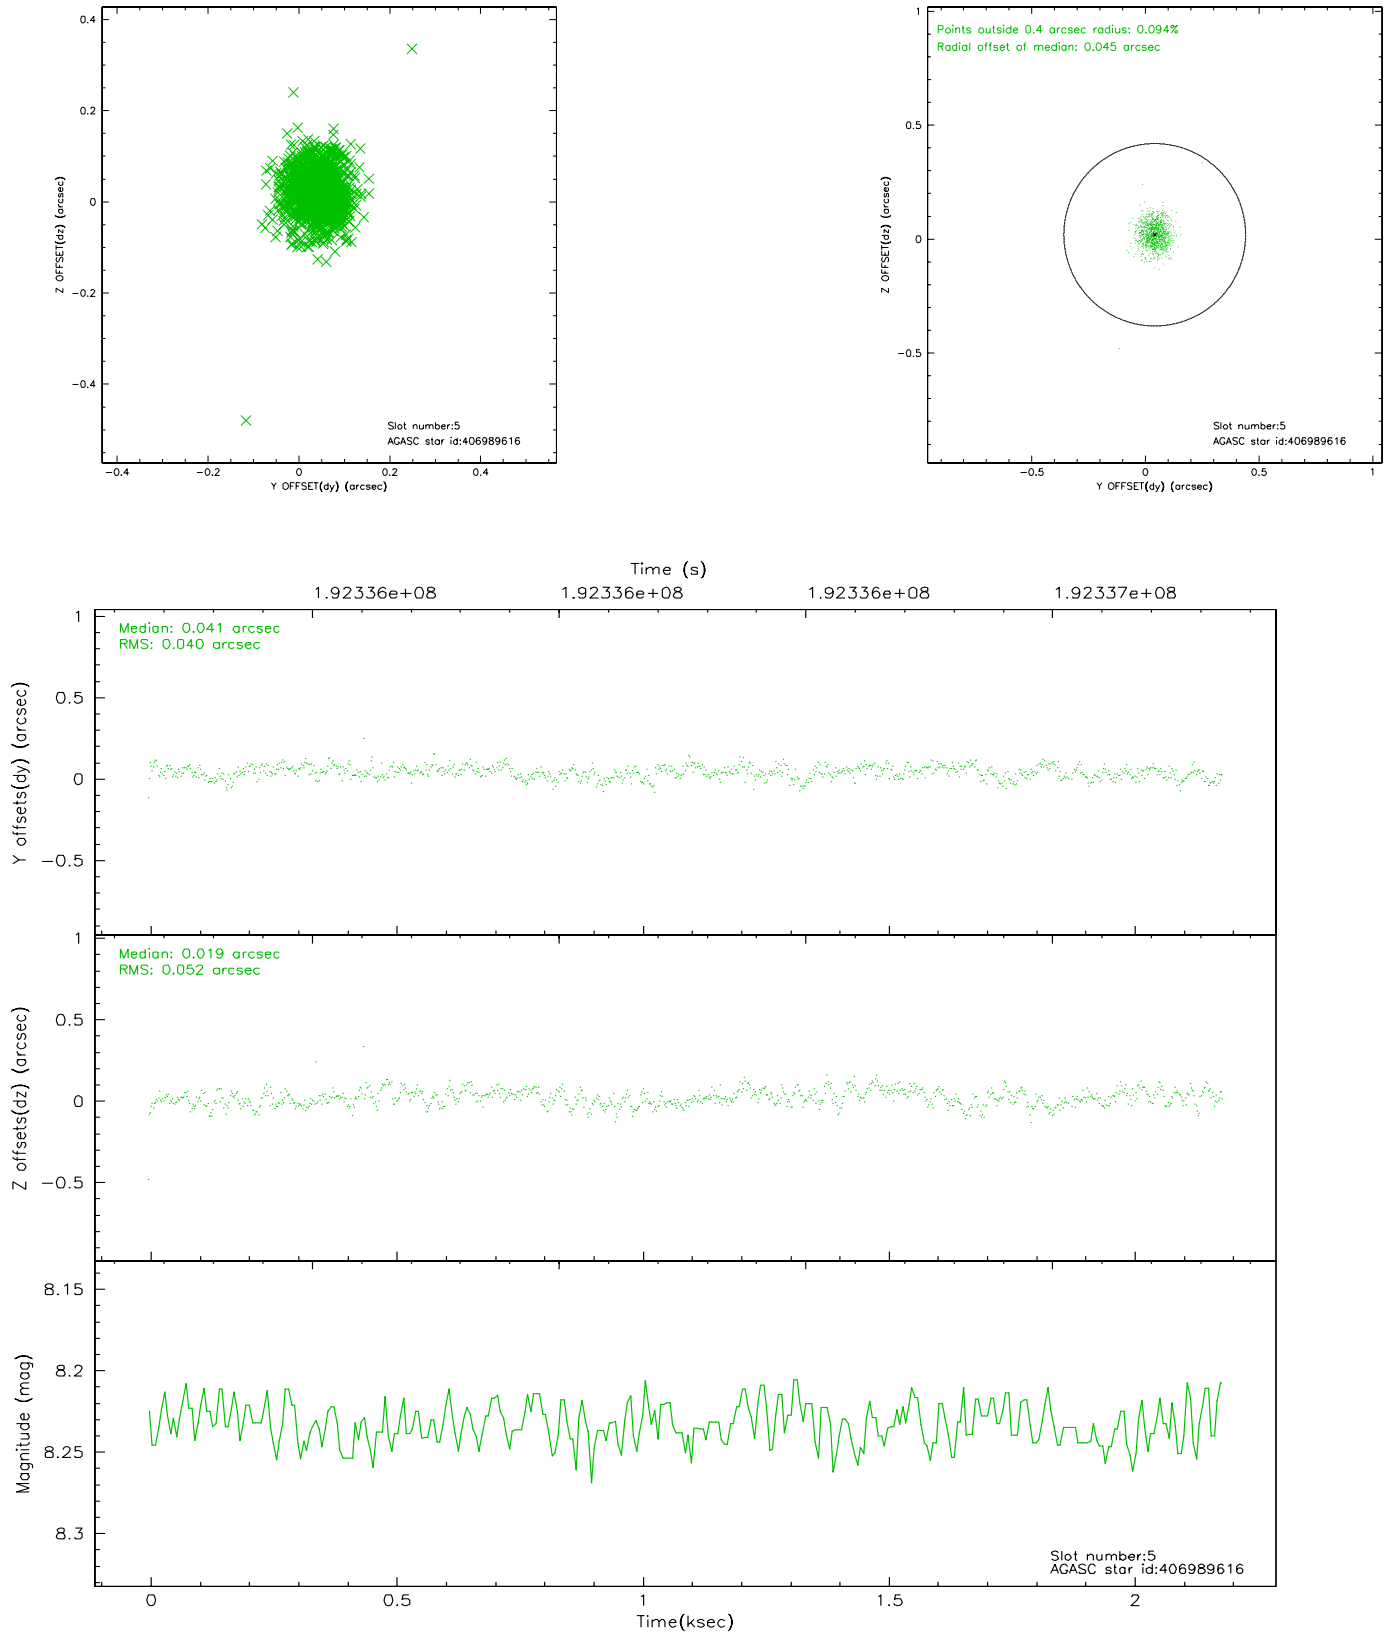 0.4
0.2
0
−0.2
−0.4
Z OFFSET(dz) (arcsec)
Slot number:5
AGASC star id:406989616
−0.4 −0.2 0 0.2 0.4
Y OFFSET(dy) (arcsec)
Points outside 0.4 arcsec radius: 0.094%
Radial offset of median: 0.045 arcsec
1
0.5
0
−0.5
Z OFFSET(dz) (arcsec)
Slot number:5
AGASC star id:406989616
−0.5 0 0.5 1
Y OFFSET(dy) (arcsec)
Time (s)
1.92336e+08 1.92336e+08 1.92336e+08 1.92337e+08
Median: 0.041 arcsec
RMS: 0.040 arcsec
1
0.5
0
−0.5
Y offsets(dy) (arcsec)
Median: 0.019 arcsec
RMS: 0.052 arcsec
1
0.5
0
−0.5
Z offsets(dz) (arcsec)
8.15
8.2
8.25
8.3
Magnitude (mag)
Slot number:5
AGASC star id:406989616
0 0.5 1 1.5 2
Time(ksec)